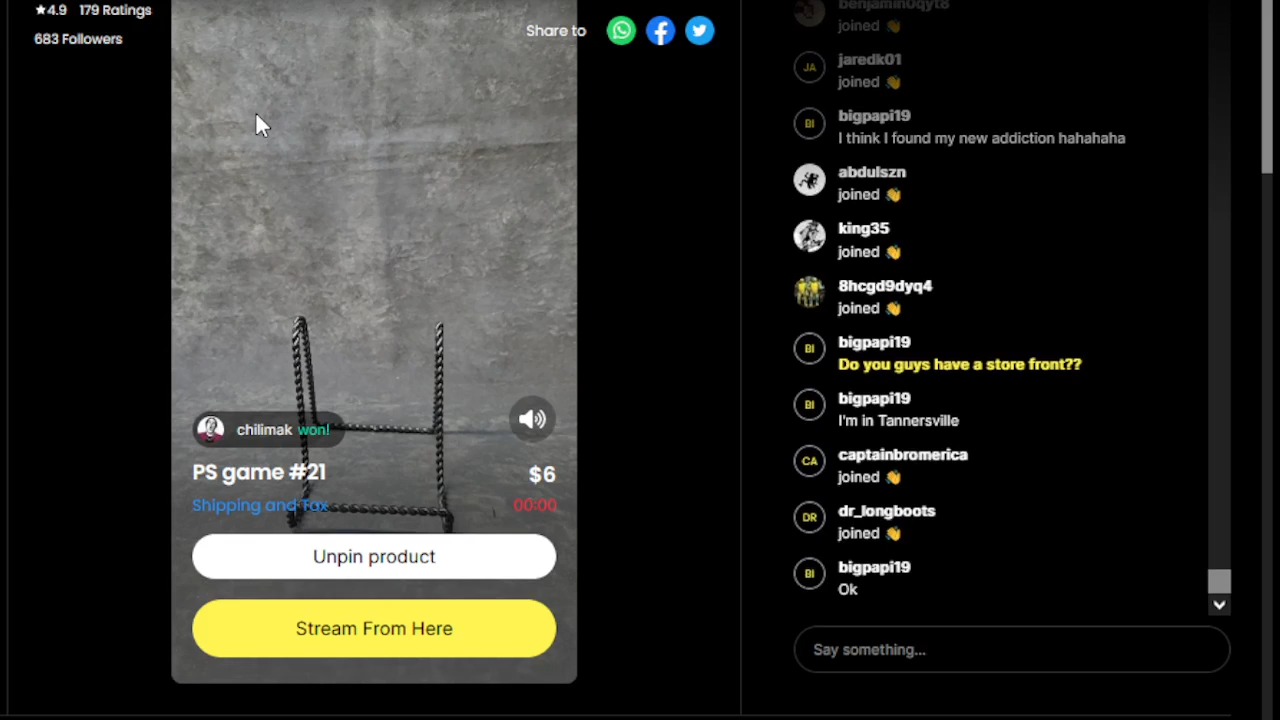 ★4.9 179 Ratings
683 Followers
Share to
chilimak won!
PS game #21
$6
Shipping and Tax
00:00
Unpin product
Stream From Here
benjamin0qyt8
joined 👋
JA
jaredk01
joined 👋
BI
bigpapi19
I think I found my new addiction hahahaha
abdulszn
joined 👋
king35
joined 👋
8hcgd9dyq4
joined 👋
BI
bigpapi19
Do you guys have a store front??
BI
bigpapi19
I'm in Tannersville
CA
captainbromerica
joined 👋
DR
dr_longboots
joined 👋
BI
bigpapi19
Ok
Say something...